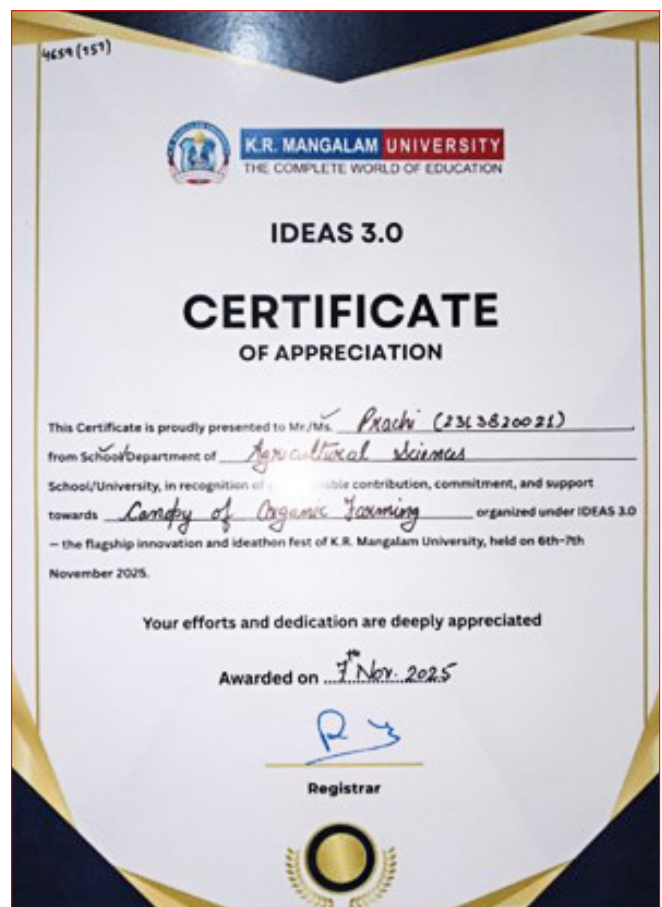 4659 (759)
K.R. MANGALAM UNIVERSITY
THE COMPLETE WORLD OF EDUCATION
IDEAS 3.0
CERTIFICATE
OF APPRECIATION
This Certificate is proudly presented to Mr./Ms. Prachi (2313820021)
from School/Department of Agricultural Sciences
School/University, in recognition of contribution, commitment, and support
towards Canopy of Organic Farming organized under IDEAS 3.0
– the flagship innovation and ideathon fest of K.R. Mangalam University, held on 6th–7th
November 2025.
Your efforts and dedication are deeply appreciated
Awarded on 7th Nov. 2025
Registrar